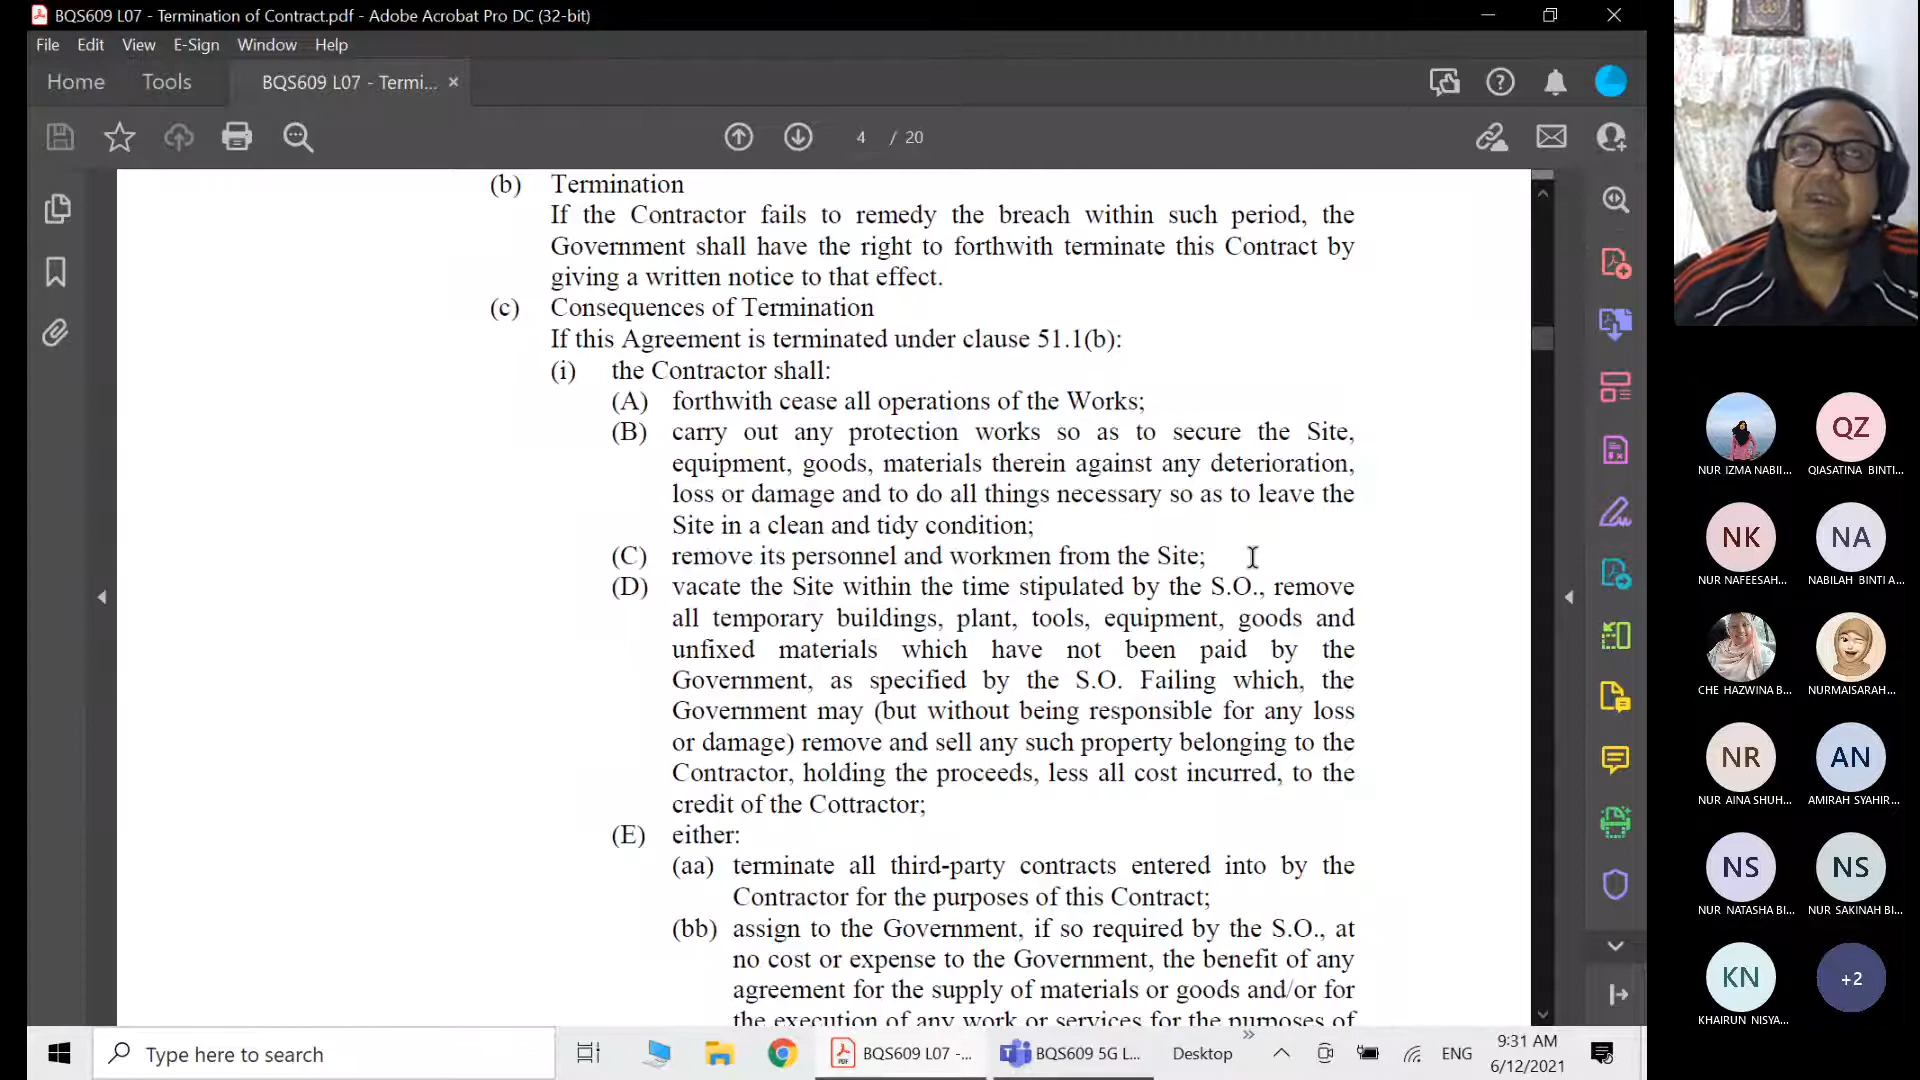 BQS609 L07 - Termination of Contract.pdf - Adobe Acrobat Pro DC (32-bit)
File Edit View E-Sign Window Help
Home Tools BQS609 L07 - Termi... ×
4 / 20
(b) Termination
If the Contractor fails to remedy the breach within such period, the
Government shall have the right to forthwith terminate this Contract by
giving a written notice to that effect.
(c) Consequences of Termination
If this Agreement is terminated under clause 51.1(b):
(i) the Contractor shall:
(A) forthwith cease all operations of the Works;
(B) carry out any protection works so as to secure the Site,
equipment, goods, materials therein against any deterioration,
loss or damage and to do all things necessary so as to leave the
Site in a clean and tidy condition;
(C) remove its personnel and workmen from the Site;
(D) vacate the Site within the time stipulated by the S.O., remove
all temporary buildings, plant, tools, equipment, goods and
unfixed materials which have not been paid by the
Government, as specified by the S.O. Failing which, the
Government may (but without being responsible for any loss
or damage) remove and sell any such property belonging to the
Contractor, holding the proceeds, less all cost incurred, to the
credit of the Cottractor;
(E) either:
(aa) terminate all third-party contracts entered into by the
Contractor for the purposes of this Contract;
(bb) assign to the Government, if so required by the S.O., at
no cost or expense to the Government, the benefit of any
agreement for the supply of materials or goods and/or for
the execution of any work or services for the purposes of
QZ
NUR IZMA NABII... QIASATINA BINTI...
NK NA
NUR NAFEESAH... NABILAH BINTI A...
CHE HAZWINA B... NURMAISARAH...
NR AN
NUR AINA SHUH... AMIRAH SYAHIR...
NS NS
NUR NATASHA BI... NUR SAKINAH BI...
KN +2
KHAIRUN NISYA...
Type here to search
BQS609 L07 -...
BQS609 5G L...
Desktop
ENG
9:31 AM
6/12/2021